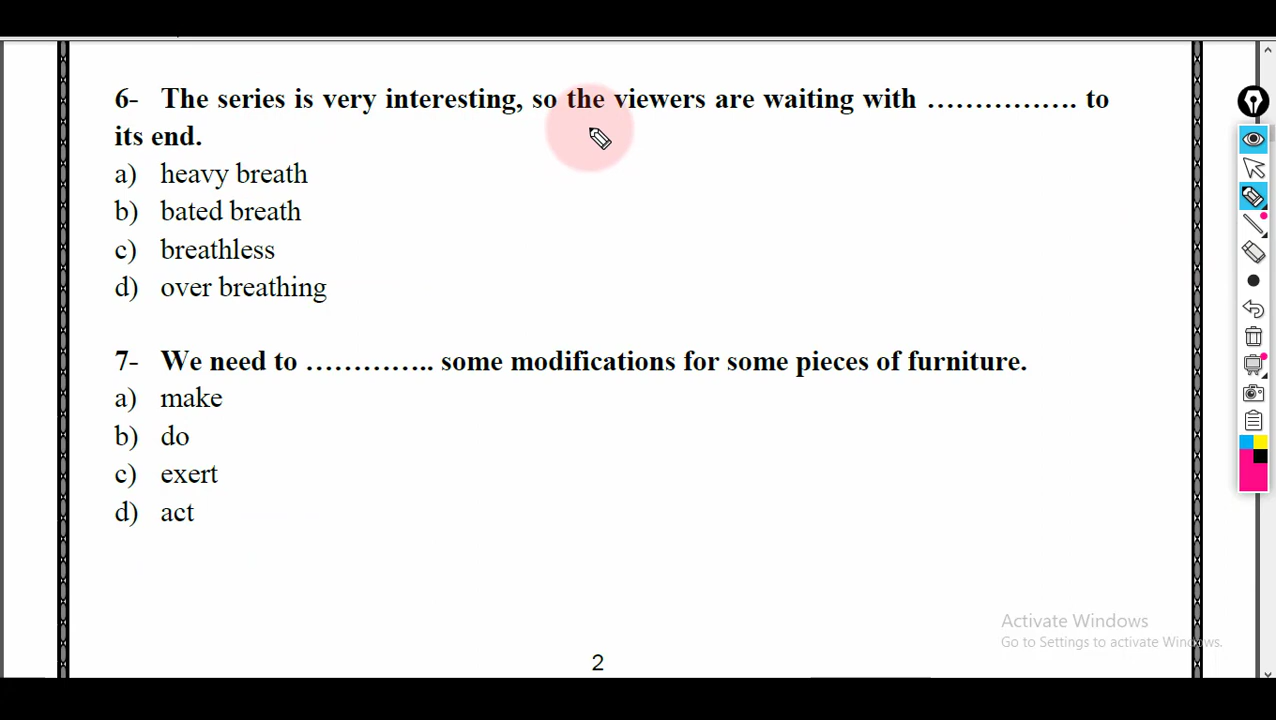 6- The series is very interesting, so the viewers are waiting with ……………. to
its end.
a) heavy breath
b) bated breath
c) breathless
d) over breathing
7- We need to ………….. some modifications for some pieces of furniture.
a) make
b) do
c) exert
d) act
Activate Windows
Go to Settings to activate Windows.
2